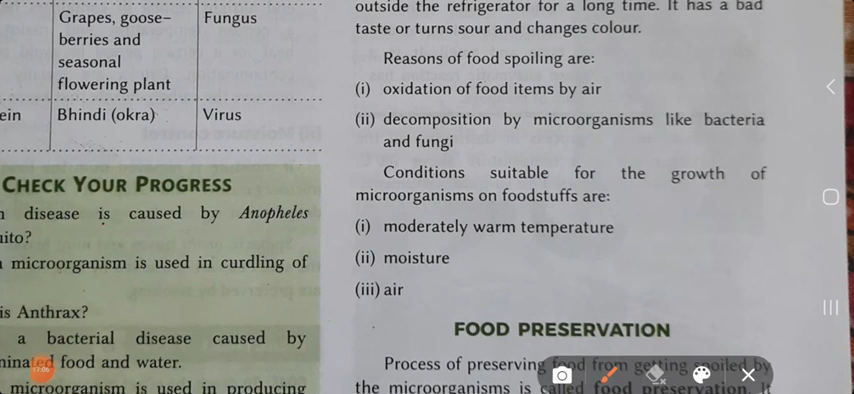 Grapes, goose-
berries and
seasonal
flowering plant
Fungus
ein
Bhindi (okra)
Virus
CHECK YOUR PROGRESS
disease is caused by Anopheles
uito?
microorganism is used in curdling of
is Anthrax?
a bacterial disease caused by
minated food and water.
microorganism is used in producing
outside the refrigerator for a long time. It has a bad
taste or turns sour and changes colour.
Reasons of food spoiling are:
(i) oxidation of food items by air
(ii) decomposition by microorganisms like bacteria
and fungi
Conditions suitable for the growth of
microorganisms on foodstuffs are:
(i) moderately warm temperature
(ii) moisture
(iii) air
FOOD PRESERVATION
Process of preserving food from getting spoiled by
the microorganisms is called food preservation. It